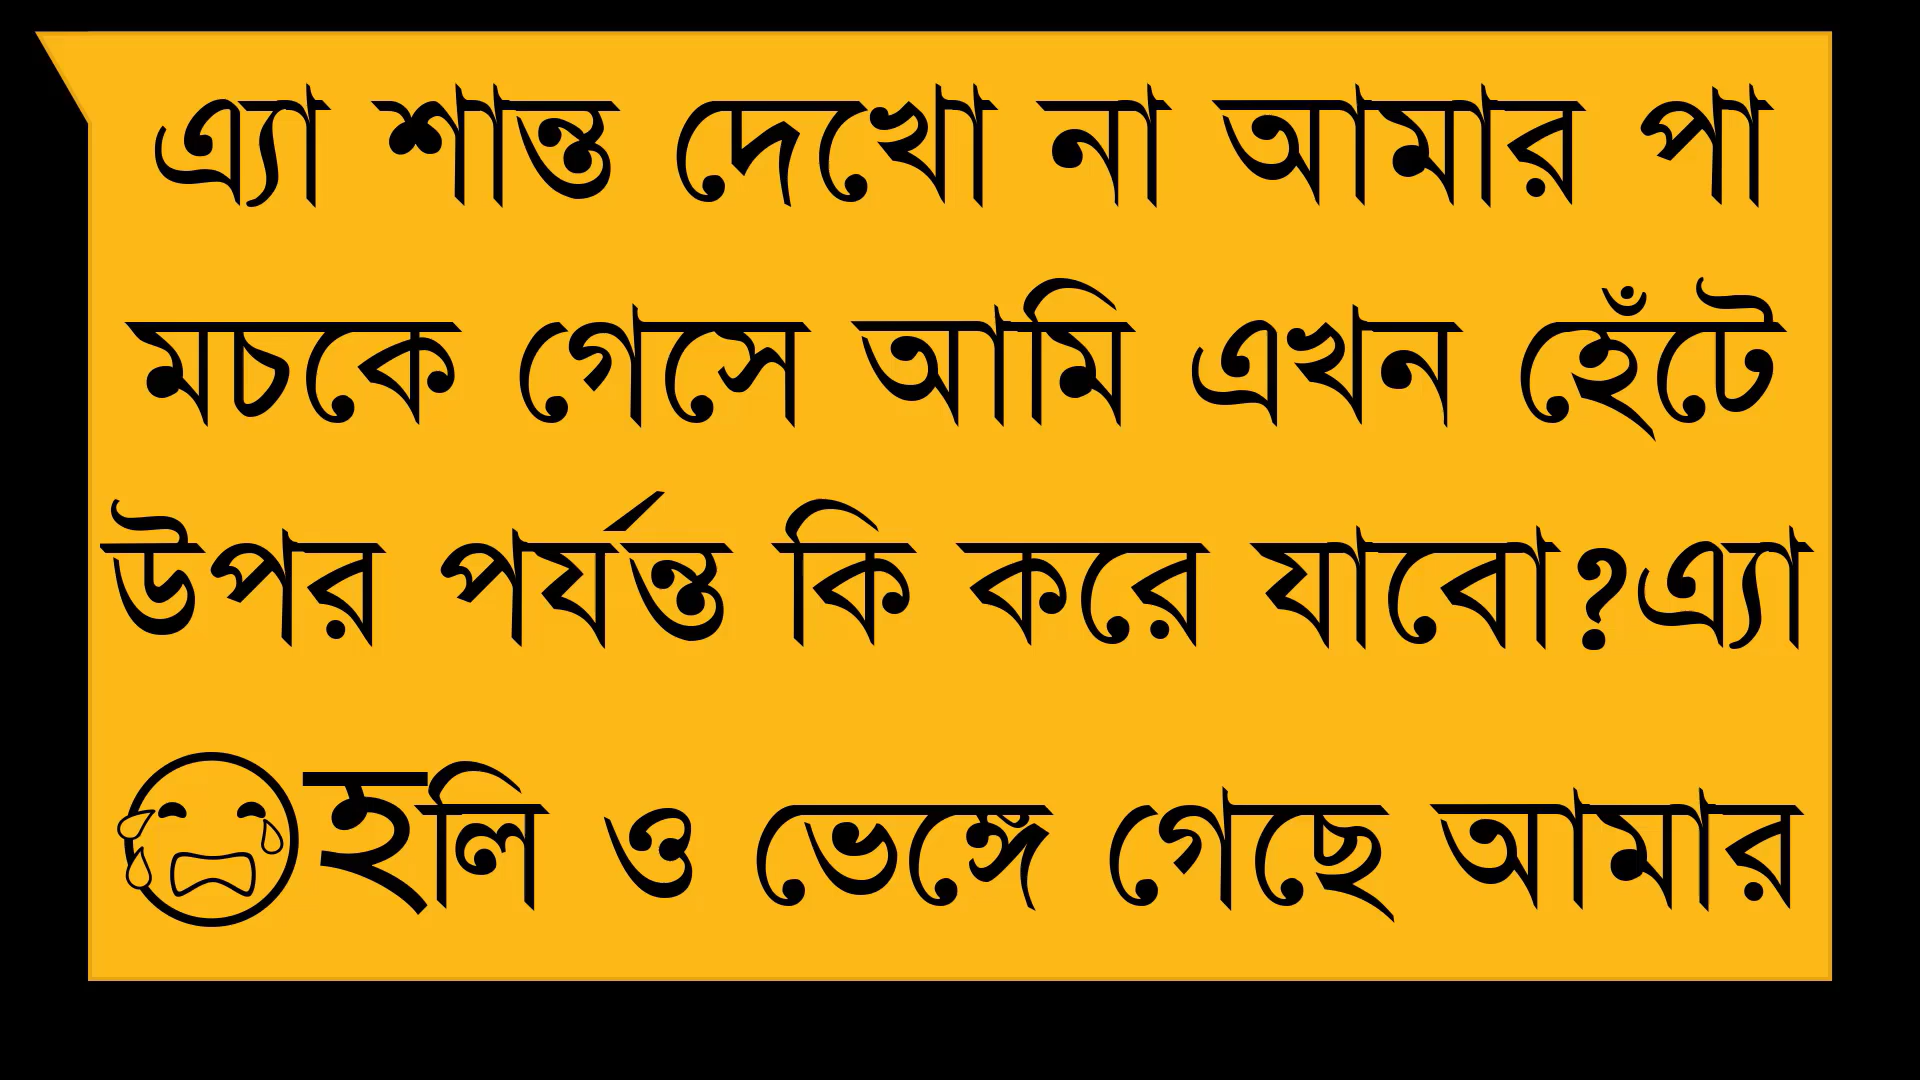 এ্যা শান্ত দেখো না আমার পা
মচকে গেসে আমি এখন হেঁটে
উপর পর্যন্ত কি করে যাবো?এ্যা
😭হলি ও ভেঙ্গে গেছে আমার